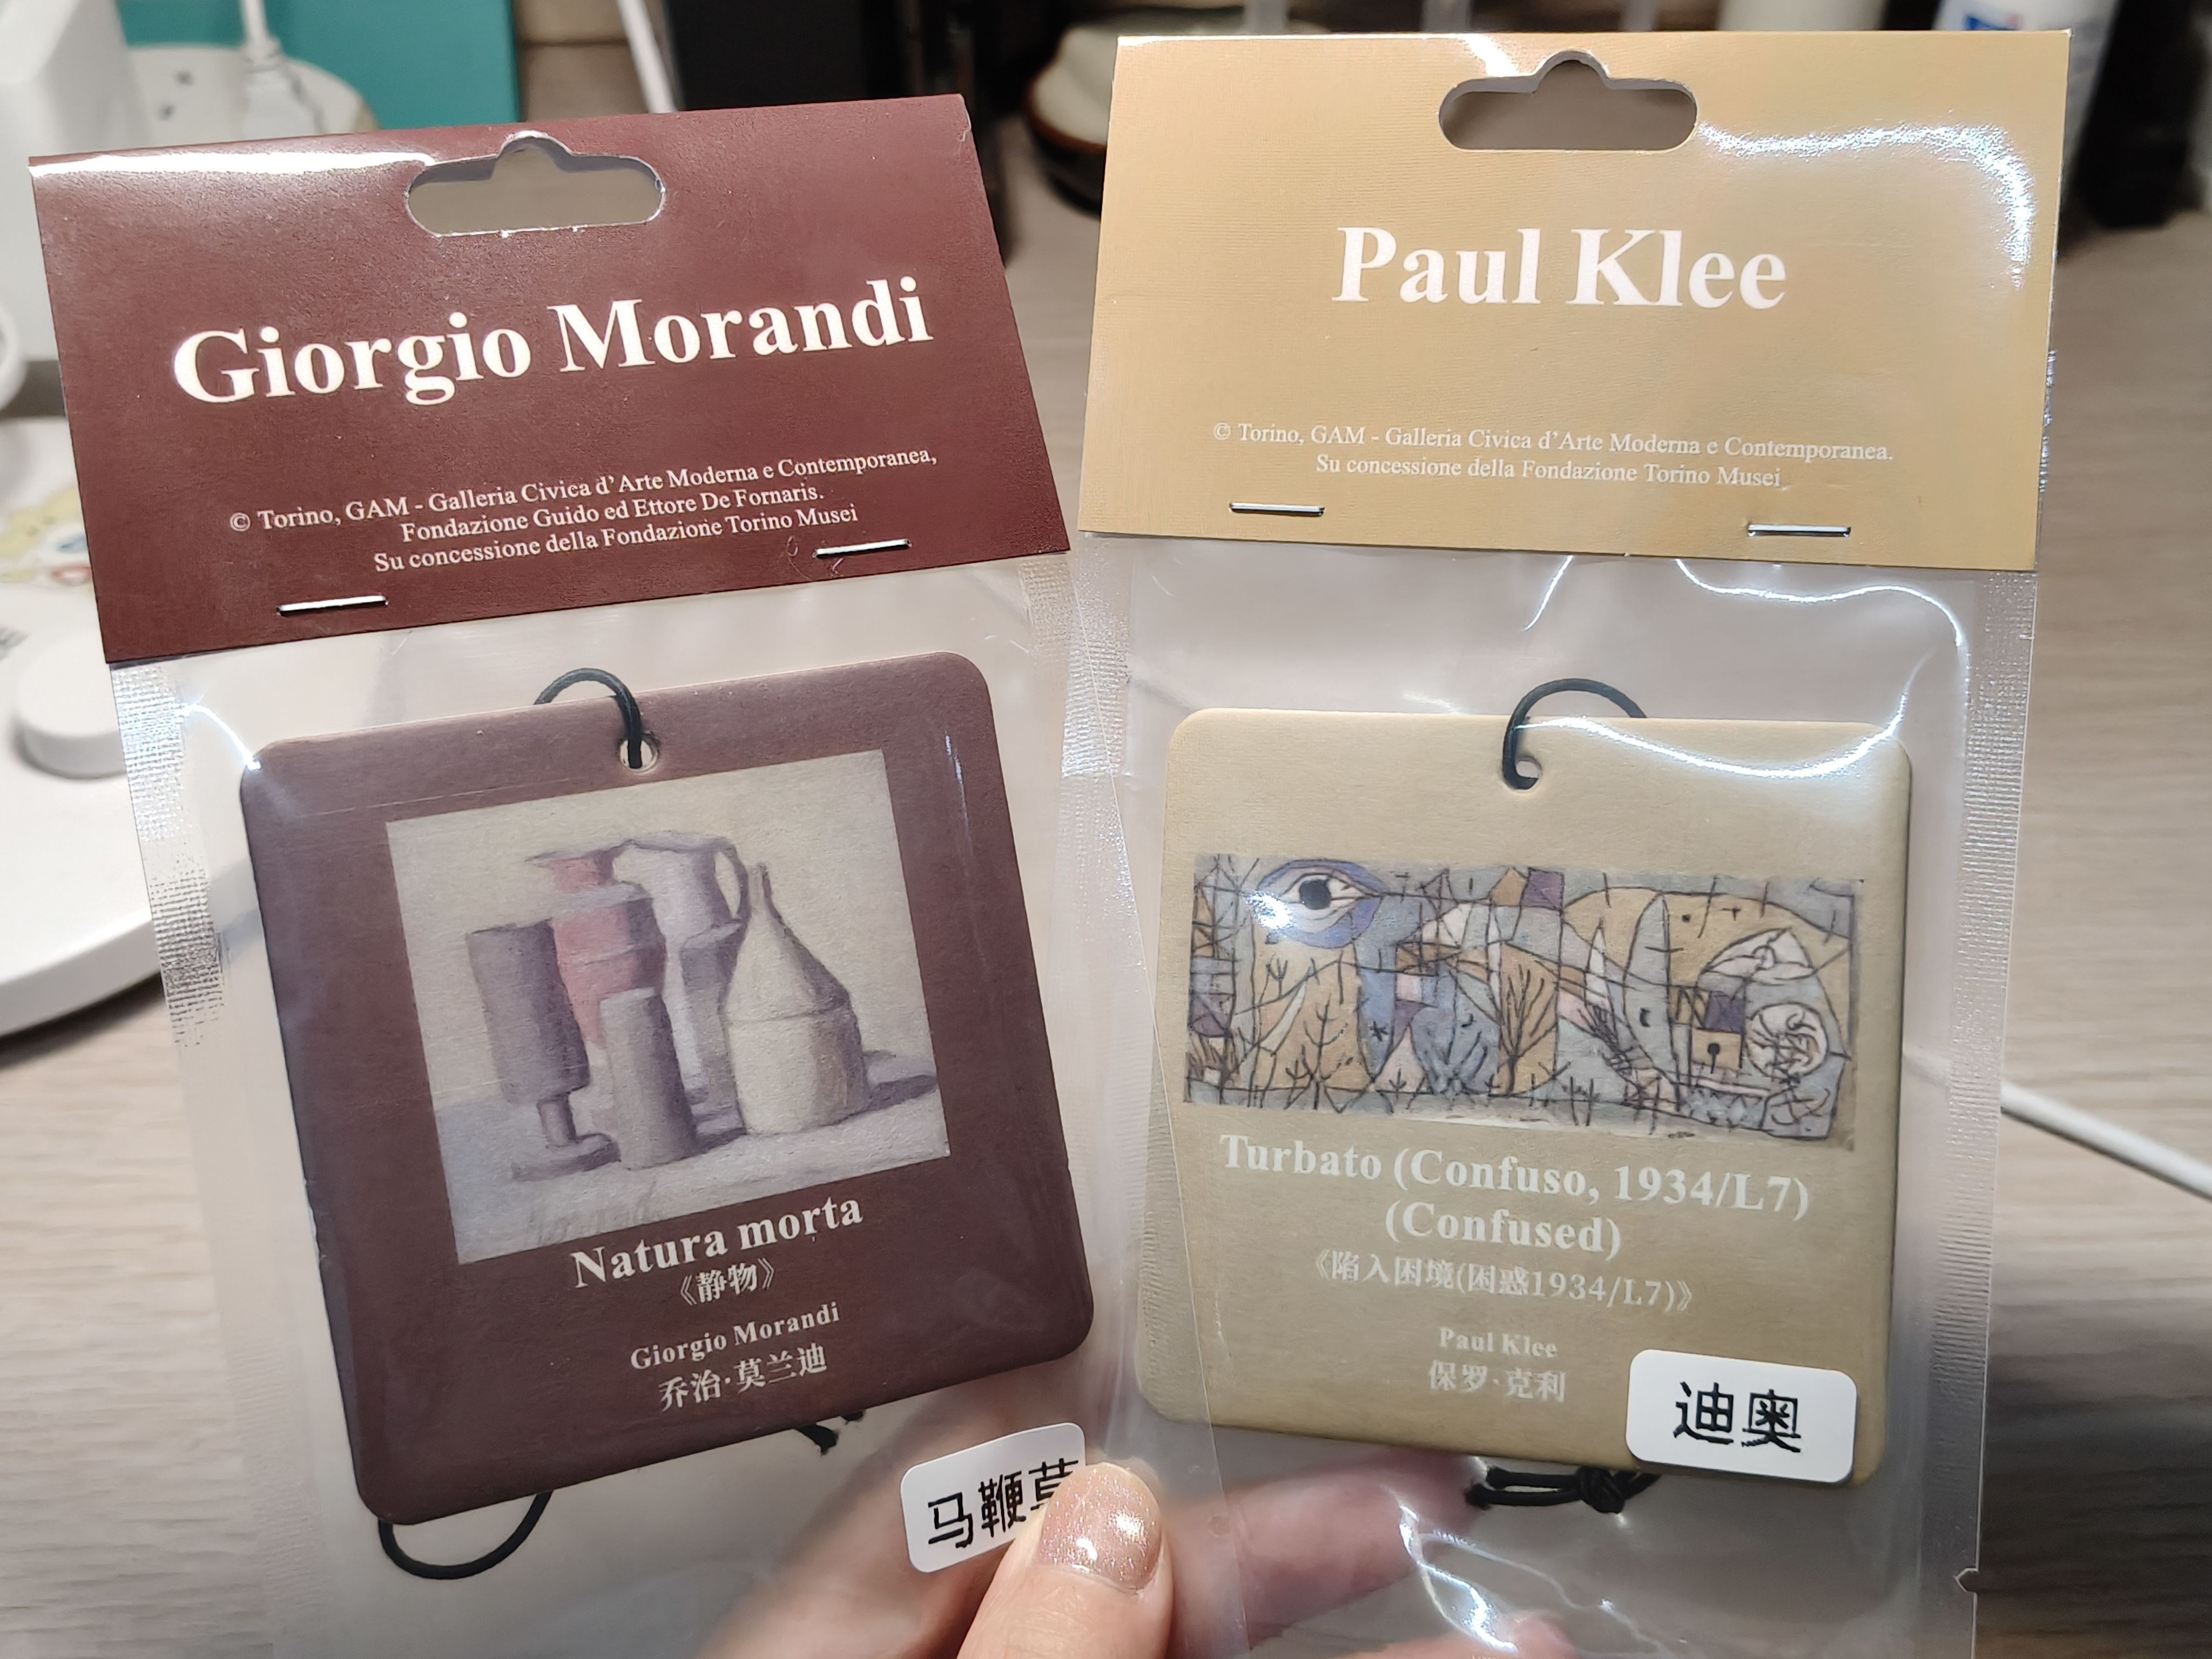 Giorgio Morandi
© Torino, GAM - Galleria Civica d'Arte Moderna e Contemporanea,
Fondazione Guido ed Ettore De Fornaris.
Su concessione della Fondazione Torino Musei
Natura morta
《静物》
Giorgio Morandi
乔治·莫兰迪
马鞭草
Paul Klee
© Torino, GAM - Galleria Civica d'Arte Moderna e Contemporanea.
Su concessione della Fondazione Torino Musei
Turbato (Confuso, 1934/L7)
(Confused)
《陷入困境(困惑1934/L7)》
Paul Klee
保罗·克利
迪奥